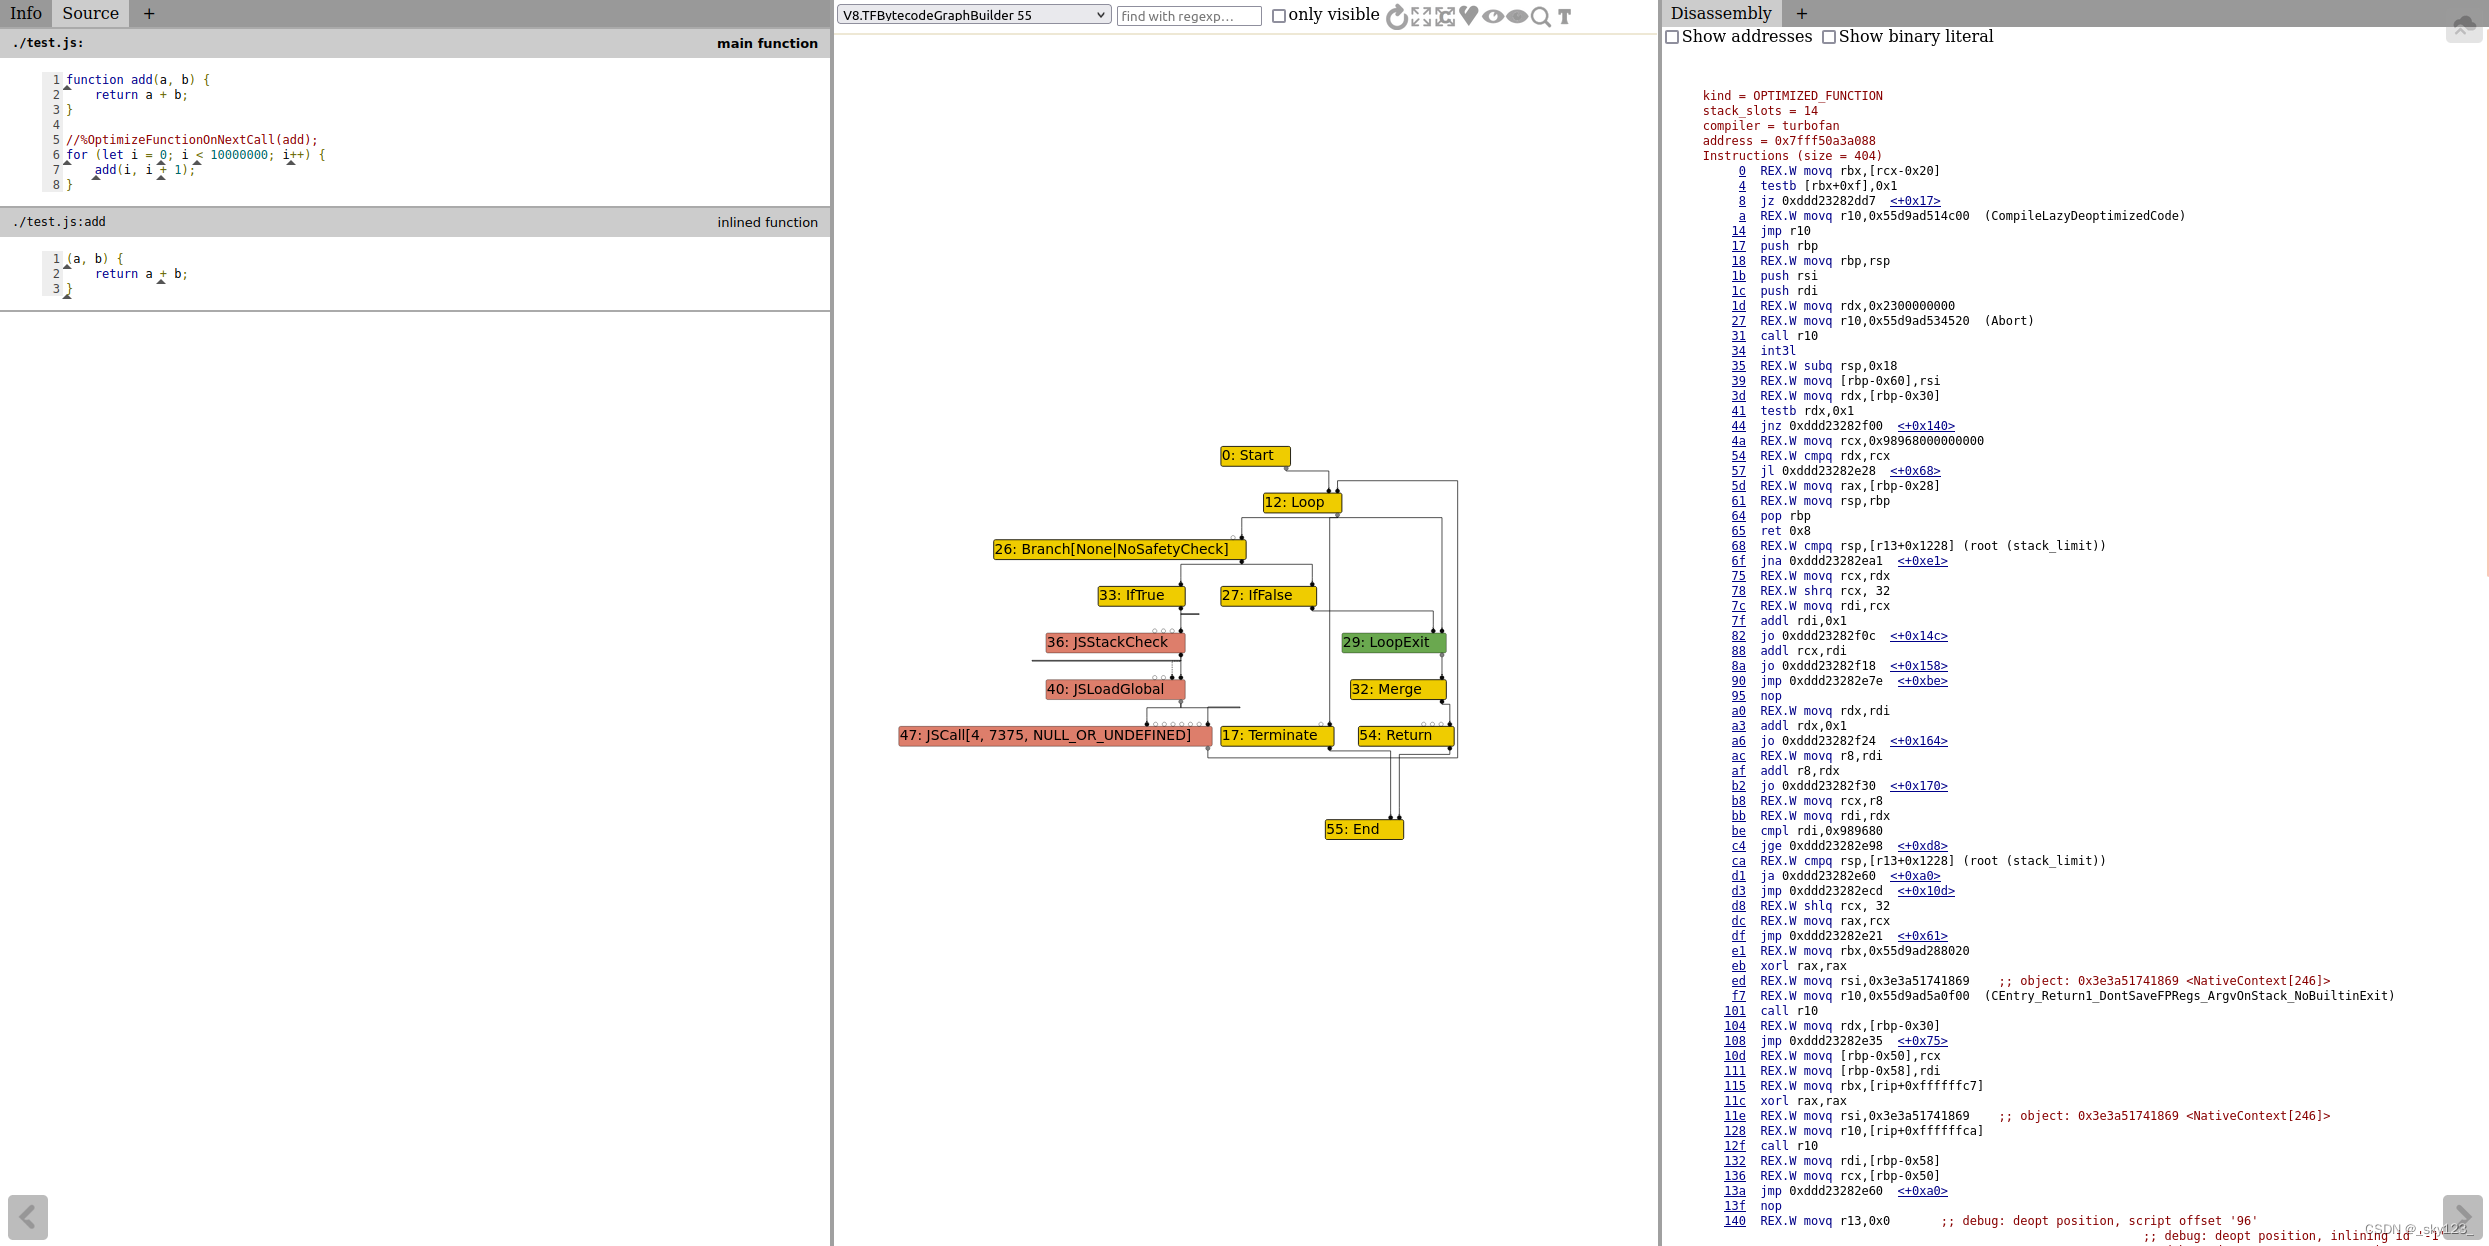 Info Source +
./test.js: main function
1 function add(a, b) {
2     return a + b;
3 }
4
5 //%OptimizeFunctionOnNextCall(add);
6 for (let i = 0; i < 10000000; i++) {
7     add(i, i + 1);
8 }
./test.js:add inlined function
1 (a, b) {
2     return a + b;
3 }
V8.TFBytecodeGraphBuilder 55 find with regexp... only visible T
0: Start
12: Loop
26: Branch[None|NoSafetyCheck]
33: IfTrue 27: IfFalse
36: JSStackCheck 29: LoopExit
40: JSLoadGlobal 32: Merge
47: JSCall[4, 7375, NULL_OR_UNDEFINED] 17: Terminate 54: Return
55: End
Disassembly +
Show addresses Show binary literal
kind = OPTIMIZED_FUNCTION
stack_slots = 14
compiler = turbofan
address = 0x7fff50a3a088
Instructions (size = 404)
0 REX.W movq rbx,[rcx-0x20]
4 testb [rbx+0xf],0x1
8 jz 0xddd23282dd7 <+0x17>
a REX.W movq r10,0x55d9ad514c00 (CompileLazyDeoptimizedCode)
14 jmp r10
17 push rbp
18 REX.W movq rbp,rsp
1b push rsi
1c push rdi
1d REX.W movq rdx,0x2300000000
27 REX.W movq r10,0x55d9ad534520 (Abort)
31 call r10
34 int3l
35 REX.W subq rsp,0x18
39 REX.W movq [rbp-0x60],rsi
3d REX.W movq rdx,[rbp-0x30]
41 testb rdx,0x1
44 jnz 0xddd23282f00 <+0x140>
4a REX.W movq rcx,0x98968000000000
54 REX.W cmpq rdx,rcx
57 jl 0xddd23282e28 <+0x68>
5d REX.W movq rax,[rbp-0x28]
61 REX.W movq rsp,rbp
64 pop rbp
65 ret 0x8
68 REX.W cmpq rsp,[r13+0x1228] (root (stack_limit))
6f jna 0xddd23282ea1 <+0xe1>
75 REX.W movq rcx,rdx
78 REX.W shrq rcx, 32
7c REX.W movq rdi,rcx
7f addl rdi,0x1
82 jo 0xddd23282f0c <+0x14c>
88 addl rcx,rdi
8a jo 0xddd23282f18 <+0x158>
90 jmp 0xddd23282e7e <+0xbe>
95 nop
a0 REX.W movq rdx,rdi
a3 addl rdx,0x1
a6 jo 0xddd23282f24 <+0x164>
ac REX.W movq r8,rdi
af addl r8,rdx
b2 jo 0xddd23282f30 <+0x170>
b8 REX.W movq rcx,r8
bb REX.W movq rdi,rdx
be cmpl rdi,0x989680
c4 jge 0xddd23282e98 <+0xd8>
ca REX.W cmpq rsp,[r13+0x1228] (root (stack_limit))
d1 ja 0xddd23282e60 <+0xa0>
d3 jmp 0xddd23282ecd <+0x10d>
d8 REX.W shlq rcx, 32
dc REX.W movq rax,rcx
df jmp 0xddd23282e21 <+0x61>
e1 REX.W movq rbx,0x55d9ad288020
eb xorl rax,rax
ed REX.W movq rsi,0x3e3a51741869 ;; object: 0x3e3a51741869 <NativeContext[246]>
f7 REX.W movq r10,0x55d9ad5a0f00 (CEntry_Return1_DontSaveFPRegs_ArgvOnStack_NoBuiltinExit)
101 call r10
104 REX.W movq rdx,[rbp-0x30]
108 jmp 0xddd23282e35 <+0x75>
10d REX.W movq [rbp-0x50],rcx
111 REX.W movq [rbp-0x58],rdi
115 REX.W movq rbx,[rip+0xffffffc7]
11c xorl rax,rax
11e REX.W movq rsi,0x3e3a51741869 ;; object: 0x3e3a51741869 <NativeContext[246]>
128 REX.W movq r10,[rip+0xffffffca]
12f call r10
132 REX.W movq rdi,[rbp-0x58]
136 REX.W movq rcx,[rbp-0x50]
13a jmp 0xddd23282e60 <+0xa0>
13f nop
140 REX.W movq r13,0x0 ;; debug: deopt position, script offset '96'
;; debug: deopt position, inlining id '-1'
CSDN @_sky123_